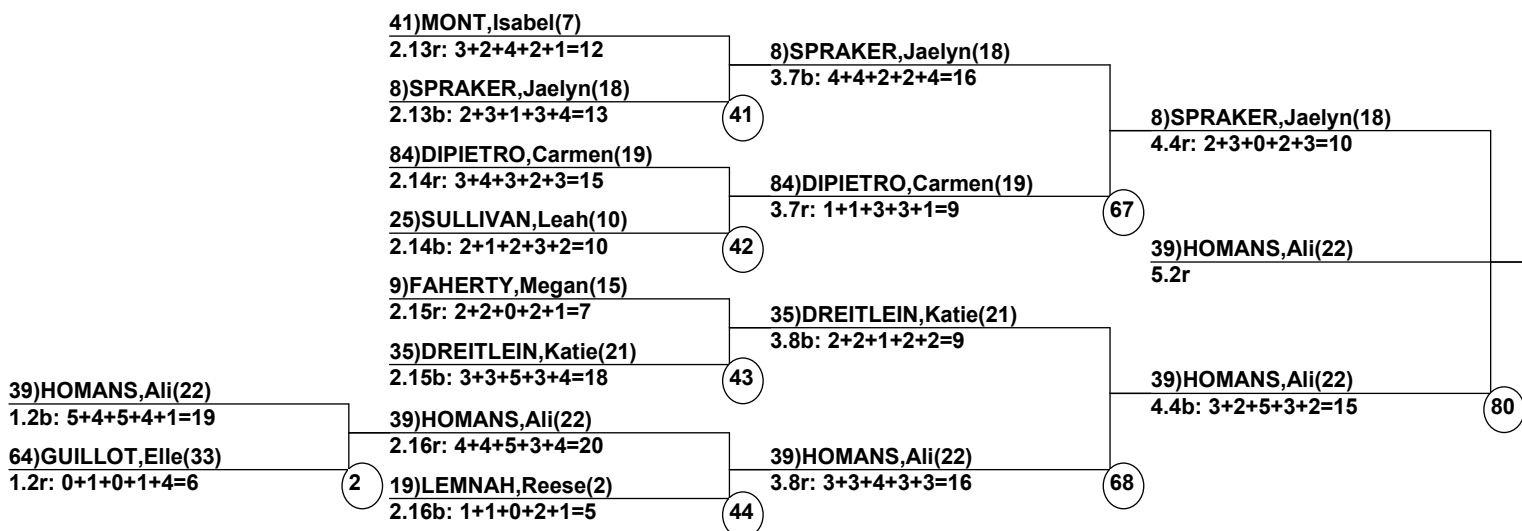 41)MONT,Isabel(7)
2.13r: 3+2+4+2+1=12
8)SPRAKER,Jaelyn(18)
2.13b: 2+3+1+3+4=13
41
84)DIPIETRO,Carmen(19)
2.14r: 3+4+3+2+3=15
25)SULLIVAN,Leah(10)
2.14b: 2+1+2+3+2=10
42
9)FAHERTY,Megan(15)
2.15r: 2+2+0+2+1=7
35)DREITLEIN,Katie(21)
2.15b: 3+3+5+3+4=18
43
39)HOMANS,Ali(22)
1.2b: 5+4+5+4+1=19
64)GUILLOT,Elle(33)
1.2r: 0+1+0+1+4=6
2
39)HOMANS,Ali(22)
2.16r: 4+4+5+3+4=20
19)LEMNAH,Reese(2)
2.16b: 1+1+0+2+1=5
44
8)SPRAKER,Jaelyn(18)
3.7b: 4+4+2+2+4=16
84)DIPIETRO,Carmen(19)
3.7r: 1+1+3+3+1=9
67
35)DREITLEIN,Katie(21)
3.8b: 2+2+1+2+2=9
39)HOMANS,Ali(22)
3.8r: 3+3+4+3+3=16
68
8)SPRAKER,Jaelyn(18)
4.4r: 2+3+0+2+3=10
39)HOMANS,Ali(22)
5.2r
39)HOMANS,Ali(22)
4.4b: 3+2+5+3+2=15
80